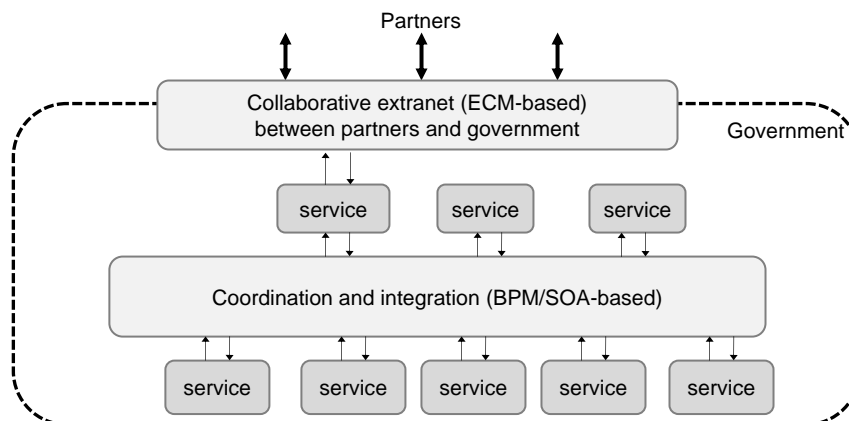 Partners
Collaborative extranet (ECM-based)
between partners and government
Government
service
service
service
Coordination and integration (BPM/SOA-based)
service
service
service
service
service